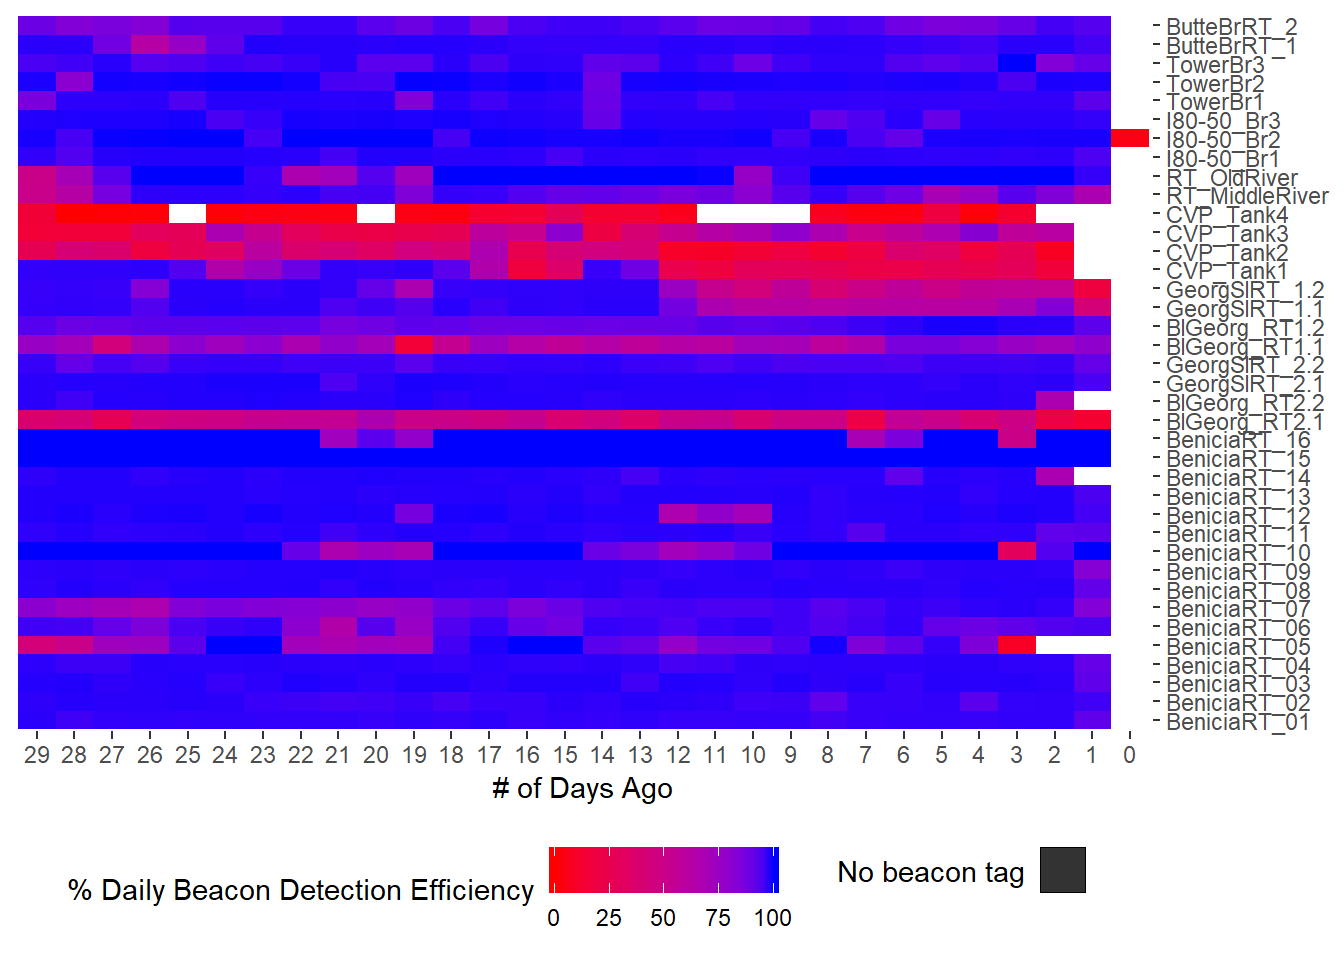 ButteBrRT_2
ButteBrRT_1
TowerBr3
TowerBr2
TowerBr1
I80-50_Br3
I80-50_Br2
I80-50_Br1
RT_OldRiver
RT_MiddleRiver
CVP_Tank4
CVP_Tank3
CVP_Tank2
CVP_Tank1
GeorgSlRT_1.2
GeorgSlRT_1.1
BlGeorg_RT1.2
BlGeorg_RT1.1
GeorgSlRT_2.2
GeorgSlRT_2.1
BlGeorg_RT2.2
BlGeorg_RT2.1
BeniciaRT_16
BeniciaRT_15
BeniciaRT_14
BeniciaRT_13
BeniciaRT_12
BeniciaRT_11
BeniciaRT_10
BeniciaRT_09
BeniciaRT_08
BeniciaRT_07
BeniciaRT_06
BeniciaRT_05
BeniciaRT_04
BeniciaRT_03
BeniciaRT_02
BeniciaRT_01
29 28 27 26 25 24 23 22 21 20 19 18 17 16 15 14 13 12 11 10 9 8 7 6 5 4 3 2 1 0
# of Days Ago
% Daily Beacon Detection Efficiency
0 25 50 75 100
No beacon tag